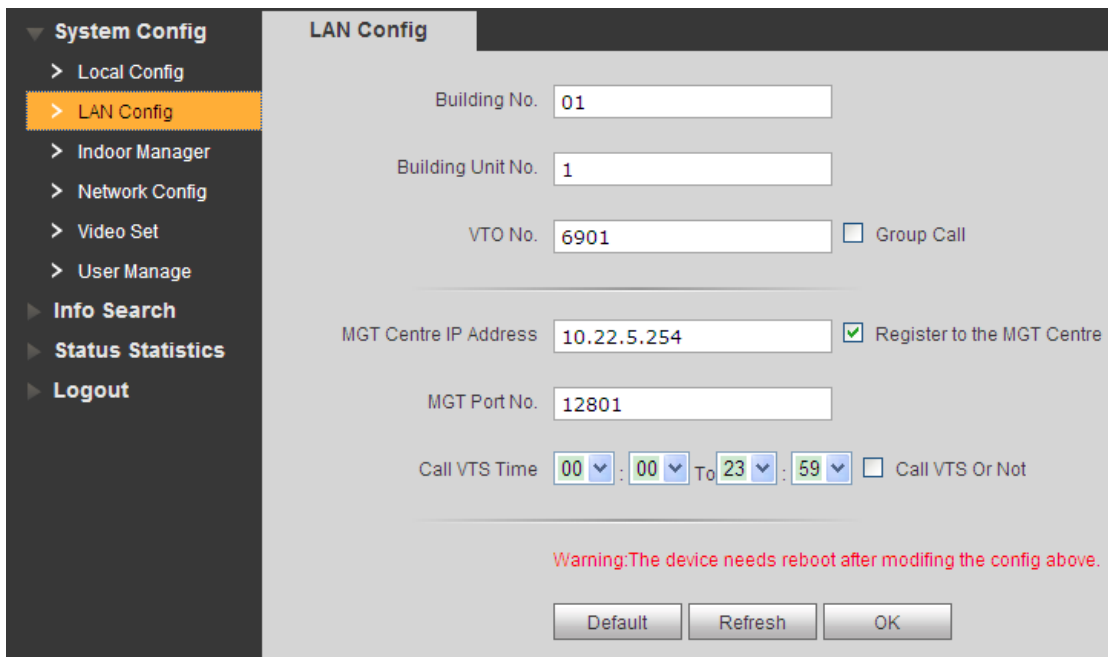 System Config
Local Config
LAN Config
Indoor Manager
Network Config
Video Set
User Manage
Info Search
Status Statistics
Logout
LAN Config
Building No. 01
Building Unit No. 1
VTO No. 6901 Group Call
MGT Centre IP Address 10.22.5.254 Register to the MGT Centre
MGT Port No. 12801
Call VTS Time 00 : 00 To 23 : 59 Call VTS Or Not
Warning:The device needs reboot after modifing the config above.
Default Refresh OK